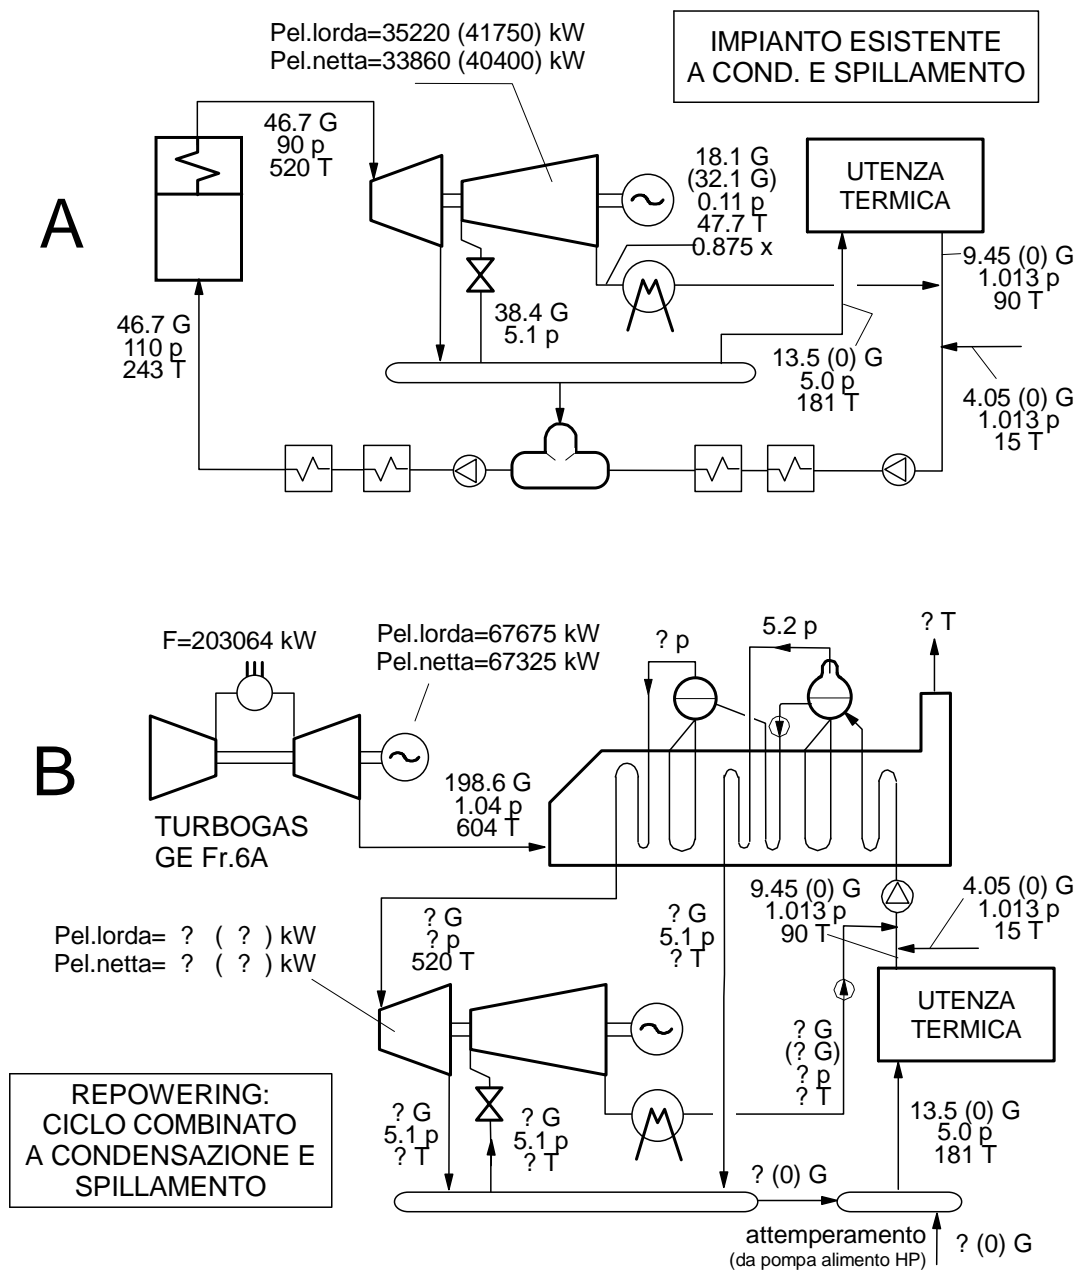 Pel.lorda=35220 (41750) kW
Pel.netta=33860 (40400) kW
IMPIANTO ESISTENTE
A COND. E SPILLAMENTO
A
46.7 G
90 p
520 T
18.1 G
(32.1 G)
0.11 p
47.7 T
0.875 x
UTENZA
TERMICA
9.45 (0) G
1.013 p
90 T
46.7 G
110 p
243 T
38.4 G
5.1 p
13.5 (0) G
5.0 p
181 T
4.05 (0) G
1.013 p
15 T
B
F=203064 kW
Pel.lorda=67675 kW
Pel.netta=67325 kW
? p
5.2 p
? T
198.6 G
1.04 p
604 T
TURBOGAS
GE Fr.6A
9.45 (0) G
1.013 p
90 T
4.05 (0) G
1.013 p
15 T
Pel.lorda= ? ( ? ) kW
Pel.netta= ? ( ? ) kW
? G
? p
520 T
? G
5.1 p
? T
UTENZA
TERMICA
? G
(? G)
? p
? T
REPOWERING:
CICLO COMBINATO
A CONDENSAZIONE E
SPILLAMENTO
? G
5.1 p
? T
? G
5.1 p
? T
13.5 (0) G
5.0 p
181 T
? (0) G
attemperamento
(da pompa alimento HP)
? (0) G